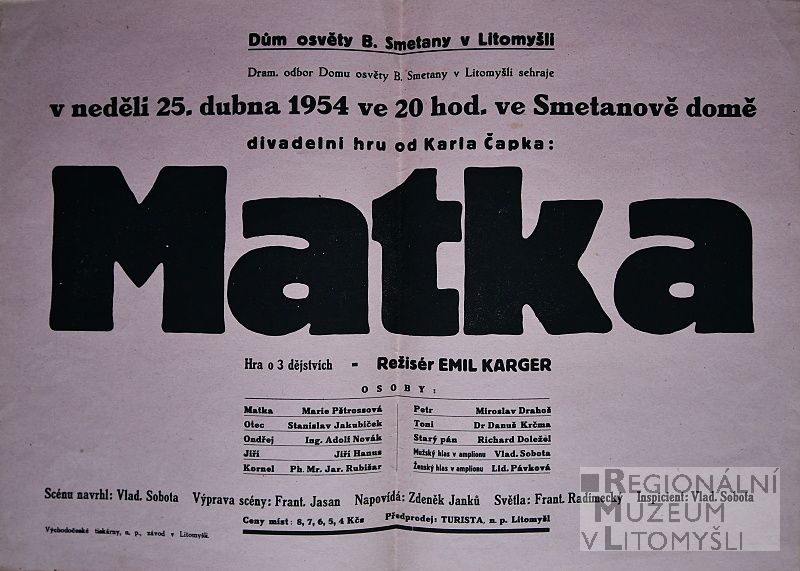 Dům osvěty B. Smetany v Litomyšli
Dram. odbor Domu osvěty B. Smetany v Litomyšli sehraje
v neděli 25. dubna 1954 ve 20 hod. ve Smetanově domě
divadelní hru od Karla Čapka:
Matka
Hra o 3 dějstvích - Režisér EMIL KARGER
OSOBY:
Matka Marie Pětrossová
Otec Stanislav Jakubíček
Ondřej Ing. Adolf Novák
Jiří Jiří Hanus
Kornel Ph. Mr. Jar. Rubišar
Petr Miroslav Drahoš
Toni Dr Danuš Krčma
Starý pán Richard Doležel
Mužský hlas v amplionu Vlad. Sobota
Ženský hlas v amplionu Lid. Pávková
Scénu navrhl: Vlad. Sobota Výprava scény: Frant. Jasan Napovídá: Zdeněk Janků Světla: Frant. Radimecký Inspicient: Vlad. Sobota
Ceny míst: 8, 7, 6, 5, 4 Kčs Předprodej: TURISTA, n. p. Litomyšl
Východočeské tiskárny, n. p., závod v Litomyšli.
REGIONÁLNÍ
MUZEUM
V LITOMYŠLI